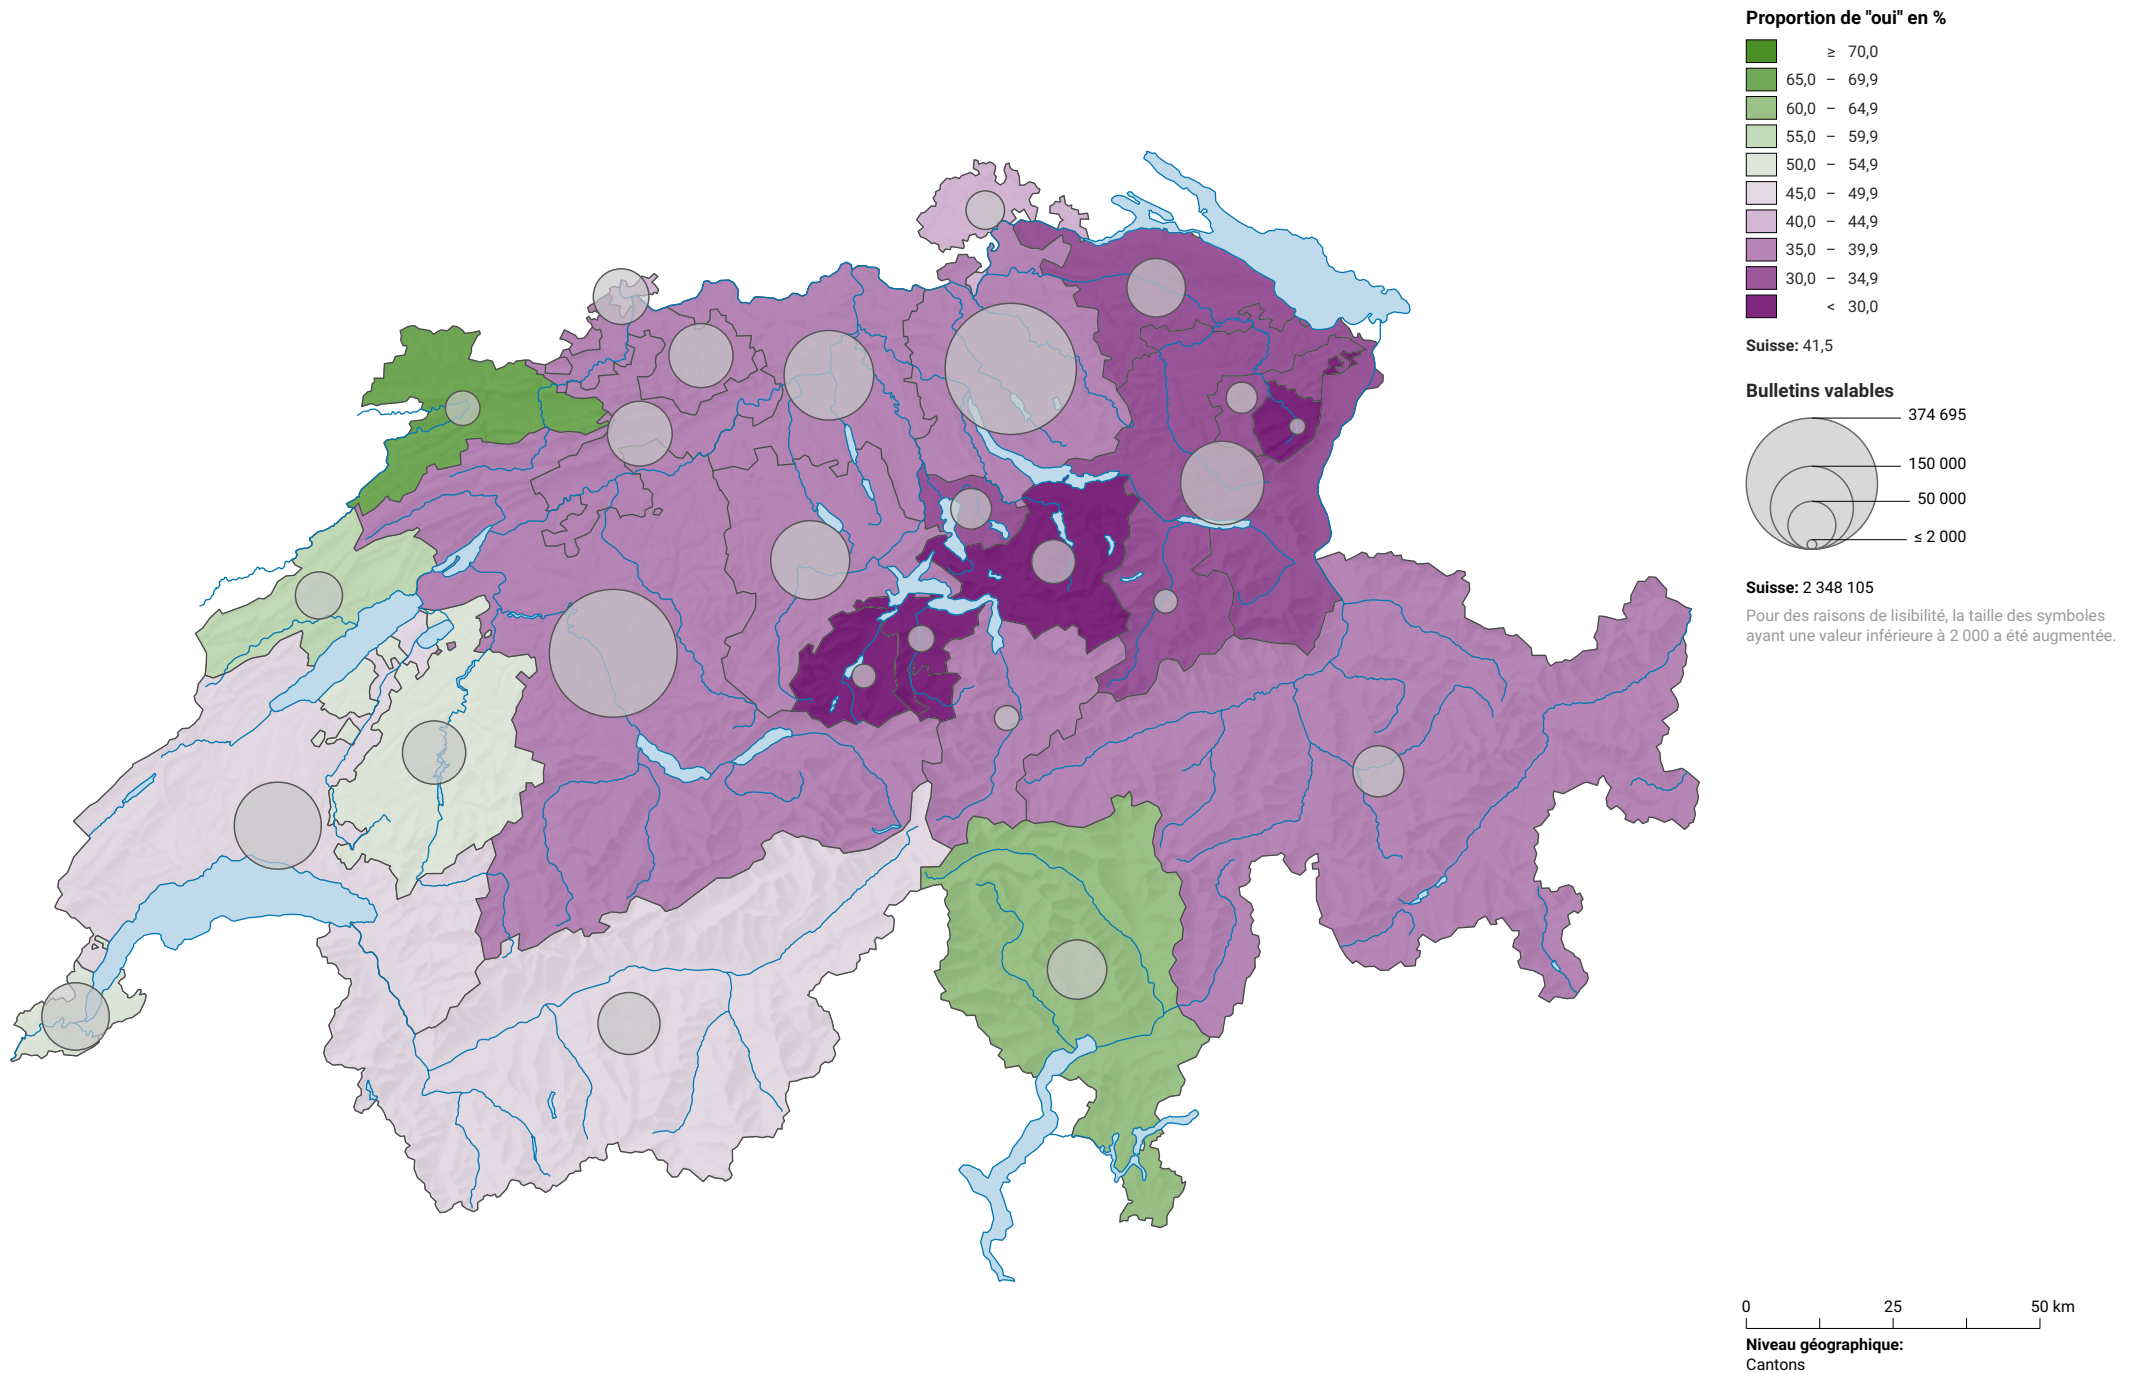 Proportion de "oui" en %
≥ 70,0
65,0 – 69,9
60,0 – 64,9
55,0 – 59,9
50,0 – 54,9
45,0 – 49,9
40,0 – 44,9
35,0 – 39,9
30,0 – 34,9
< 30,0
Suisse: 41,5
Bulletins valables
374 695
150 000
50 000
≤ 2 000
Suisse: 2 348 105
Pour des raisons de lisibilité, la taille des symboles
ayant une valeur inférieure à 2 000 a été augmentée.
0 25 50 km
Niveau géographique:
Cantons